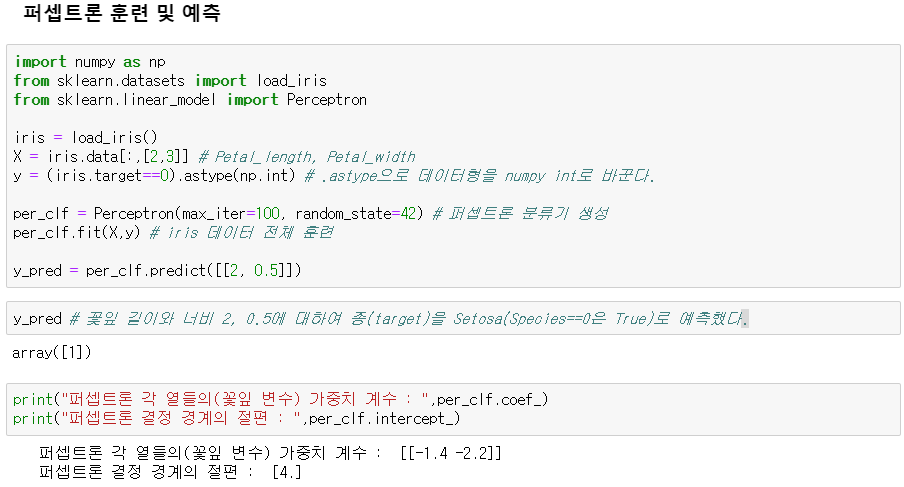 퍼셉트론 훈련 및 예측
import numpy as np
from sklearn.datasets import load_iris
from sklearn.linear_model import Perceptron
iris = load_iris()
X = iris.data[:,[2,3]] # Petal_length, Petal_width
y = (iris.target==0).astype(np.int) # .astype으로 데이터형을 numpy int로 바꾼다.
per_clf = Perceptron(max_iter=100, random_state=42) # 퍼셉트론 분류기 생성
per_clf.fit(X,y) # iris 데이터 전체 훈련
y_pred = per_clf.predict([[2, 0.5]])
y_pred # 꽃잎 길이와 너비 2, 0.5에 대하여 종(target)을 Setosa(Species==0은 True)로 예측했다.
array([1])
print("퍼셉트론 각 열들의(꽃잎 변수) 가중치 계수 : ",per_clf.coef_)
print("퍼셉트론 결정 경계의 절편 : ",per_clf.intercept_)
퍼셉트론 각 열들의(꽃잎 변수) 가중치 계수 :  [[-1.4 -2.2]]
퍼셉트론 결정 경계의 절편 :  [4.]